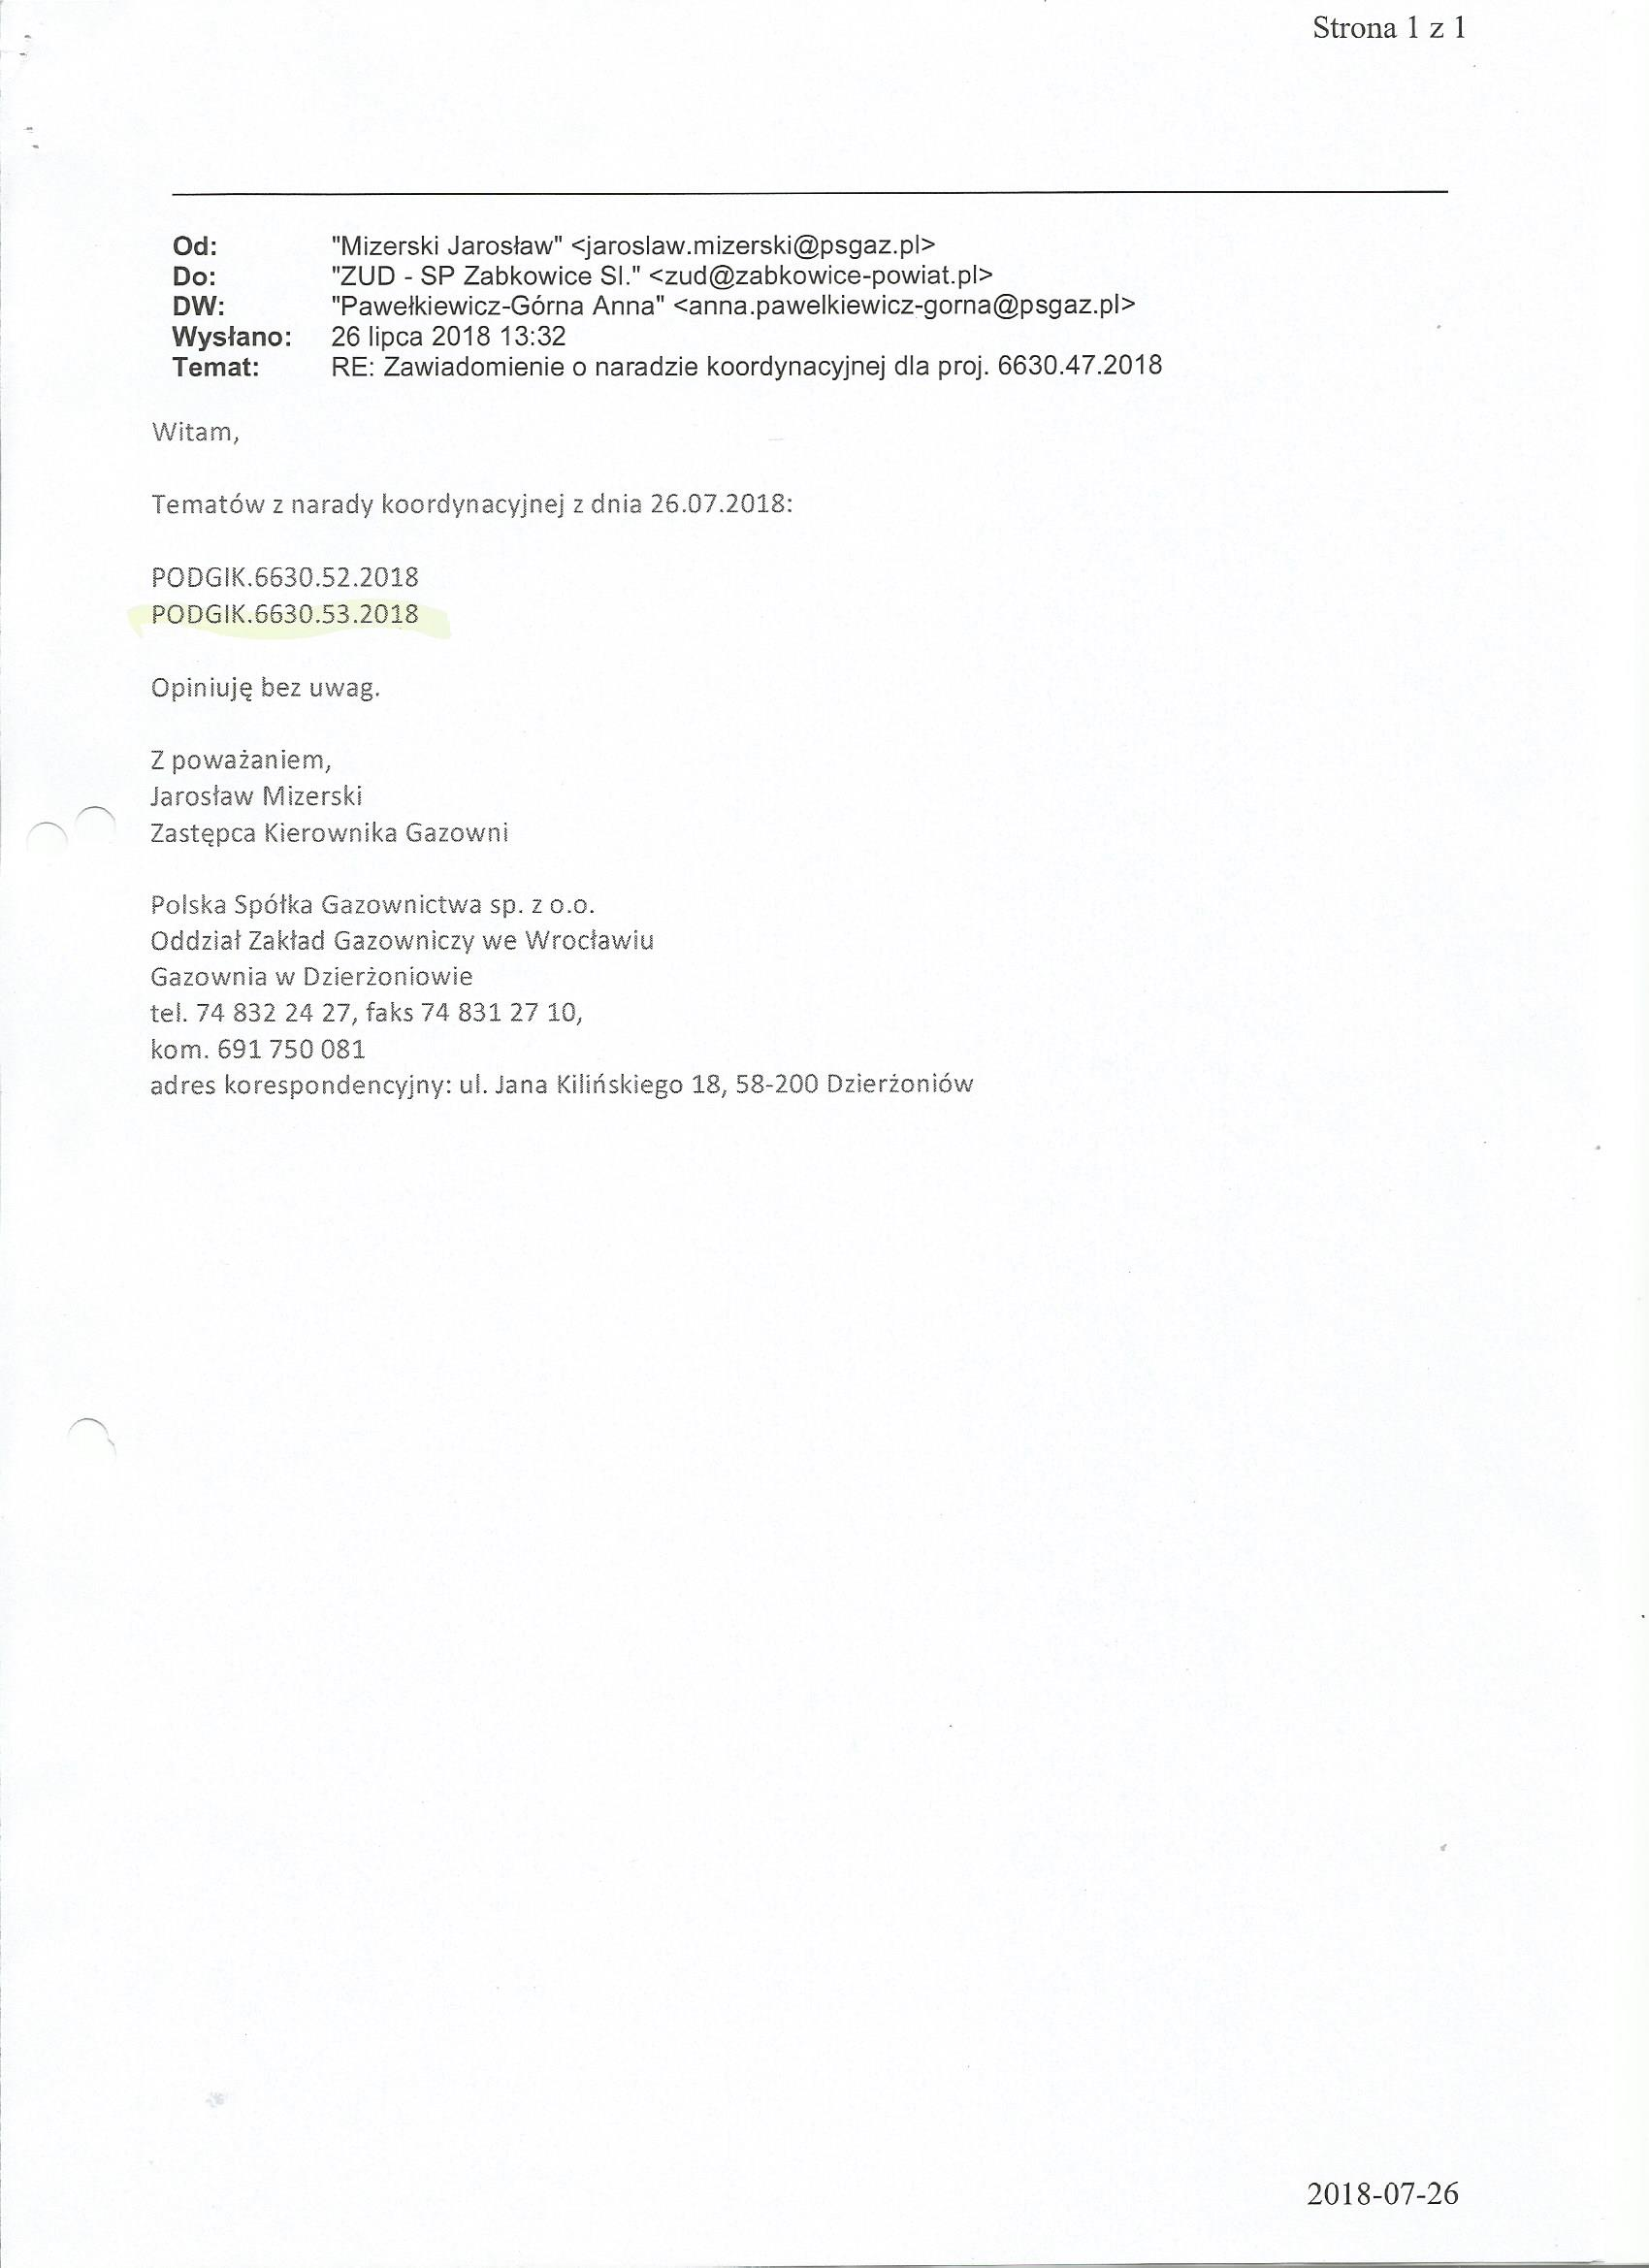 Strona 1 z 1
Od: "Mizerski Jarosław" <jaroslaw.mizerski@psgaz.pl>
Do: "ZUD - SP Zabkowice Sl." <zud@zabkowice-powiat.pl>
DW: "Pawełkiewicz-Górna Anna" <anna.pawelkiewicz-gorna@psgaz.pl>
Wysłano: 26 lipca 2018 13:32
Temat: RE: Zawiadomienie o naradzie koordynacyjnej dla proj. 6630.47.2018
Witam,
Tematów z narady koordynacyjnej z dnia 26.07.2018:
PODGIK.6630.52.2018
PODGIK.6630.53.2018
Opiniuję bez uwag.
Z poważaniem,
Jarosław Mizerski
Zastępca Kierownika Gazowni
Polska Spółka Gazownictwa sp. z o.o.
Oddział Zakład Gazowniczy we Wrocławiu
Gazownia w Dzierżoniowie
tel. 74 832 24 27, faks 74 831 27 10,
kom. 691 750 081
adres korespondencyjny: ul. Jana Kilińskiego 18, 58-200 Dzierżoniów
2018-07-26